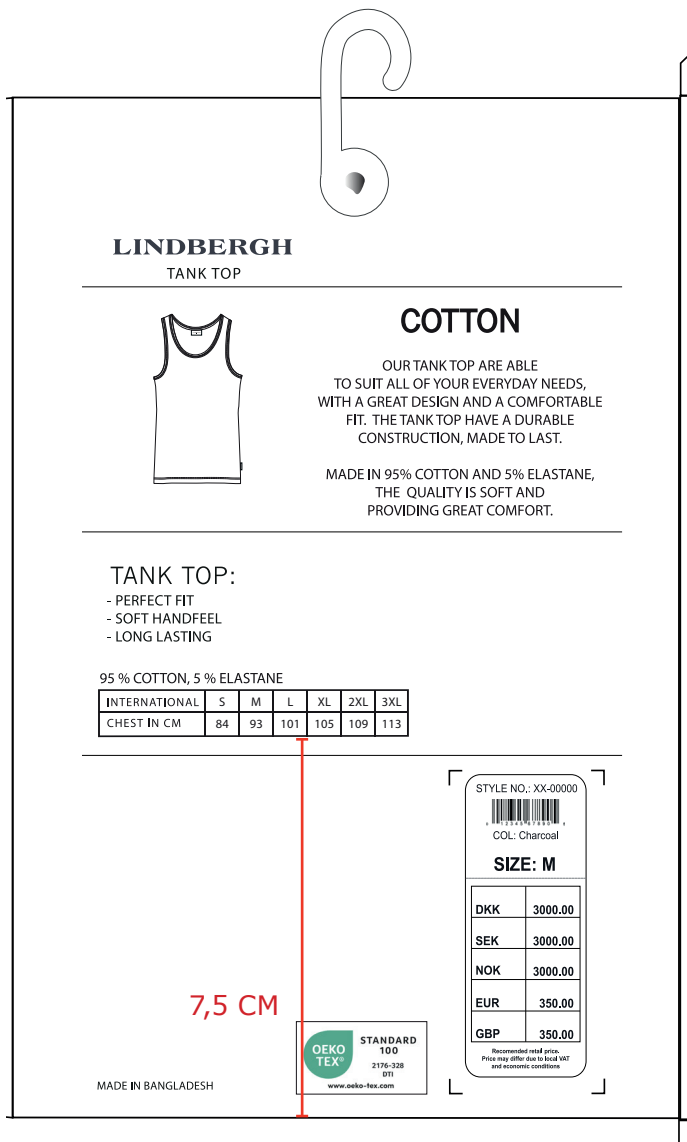 LINDBERGH
TANK TOP
COTTON
OUR TANK TOP ARE ABLE
TO SUIT ALL OF YOUR EVERYDAY NEEDS,
WITH A GREAT DESIGN AND A COMFORTABLE
FIT. THE TANK TOP HAVE A DURABLE
CONSTRUCTION, MADE TO LAST.
MADE IN 95% COTTON AND 5% ELASTANE,
THE QUALITY IS SOFT AND
PROVIDING GREAT COMFORT.
TANK TOP:
- PERFECT FIT
- SOFT HANDFEEL
- LONG LASTING
95 % COTTON, 5 % ELASTANE
INTERNATIONAL S M L XL 2XL 3XL
CHEST IN CM 84 93 101 105 109 113
7,5 CM
OEKO
TEX®
STANDARD
100
2176-328
DTI
www.oeko-tex.com
MADE IN BANGLADESH
STYLE NO,: XX-00000
COL: Charcoal
SIZE: M
DKK 3000.00
SEK 3000.00
NOK 3000.00
EUR 350.00
GBP 350.00
Recomended retail price.
Price may differ due to local VAT
and economic conditions